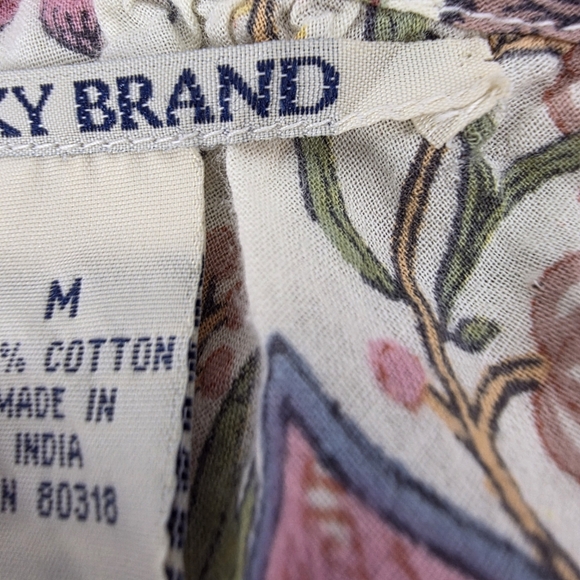 KY BRAND
M
% COTTON
MADE IN
INDIA
N 80318